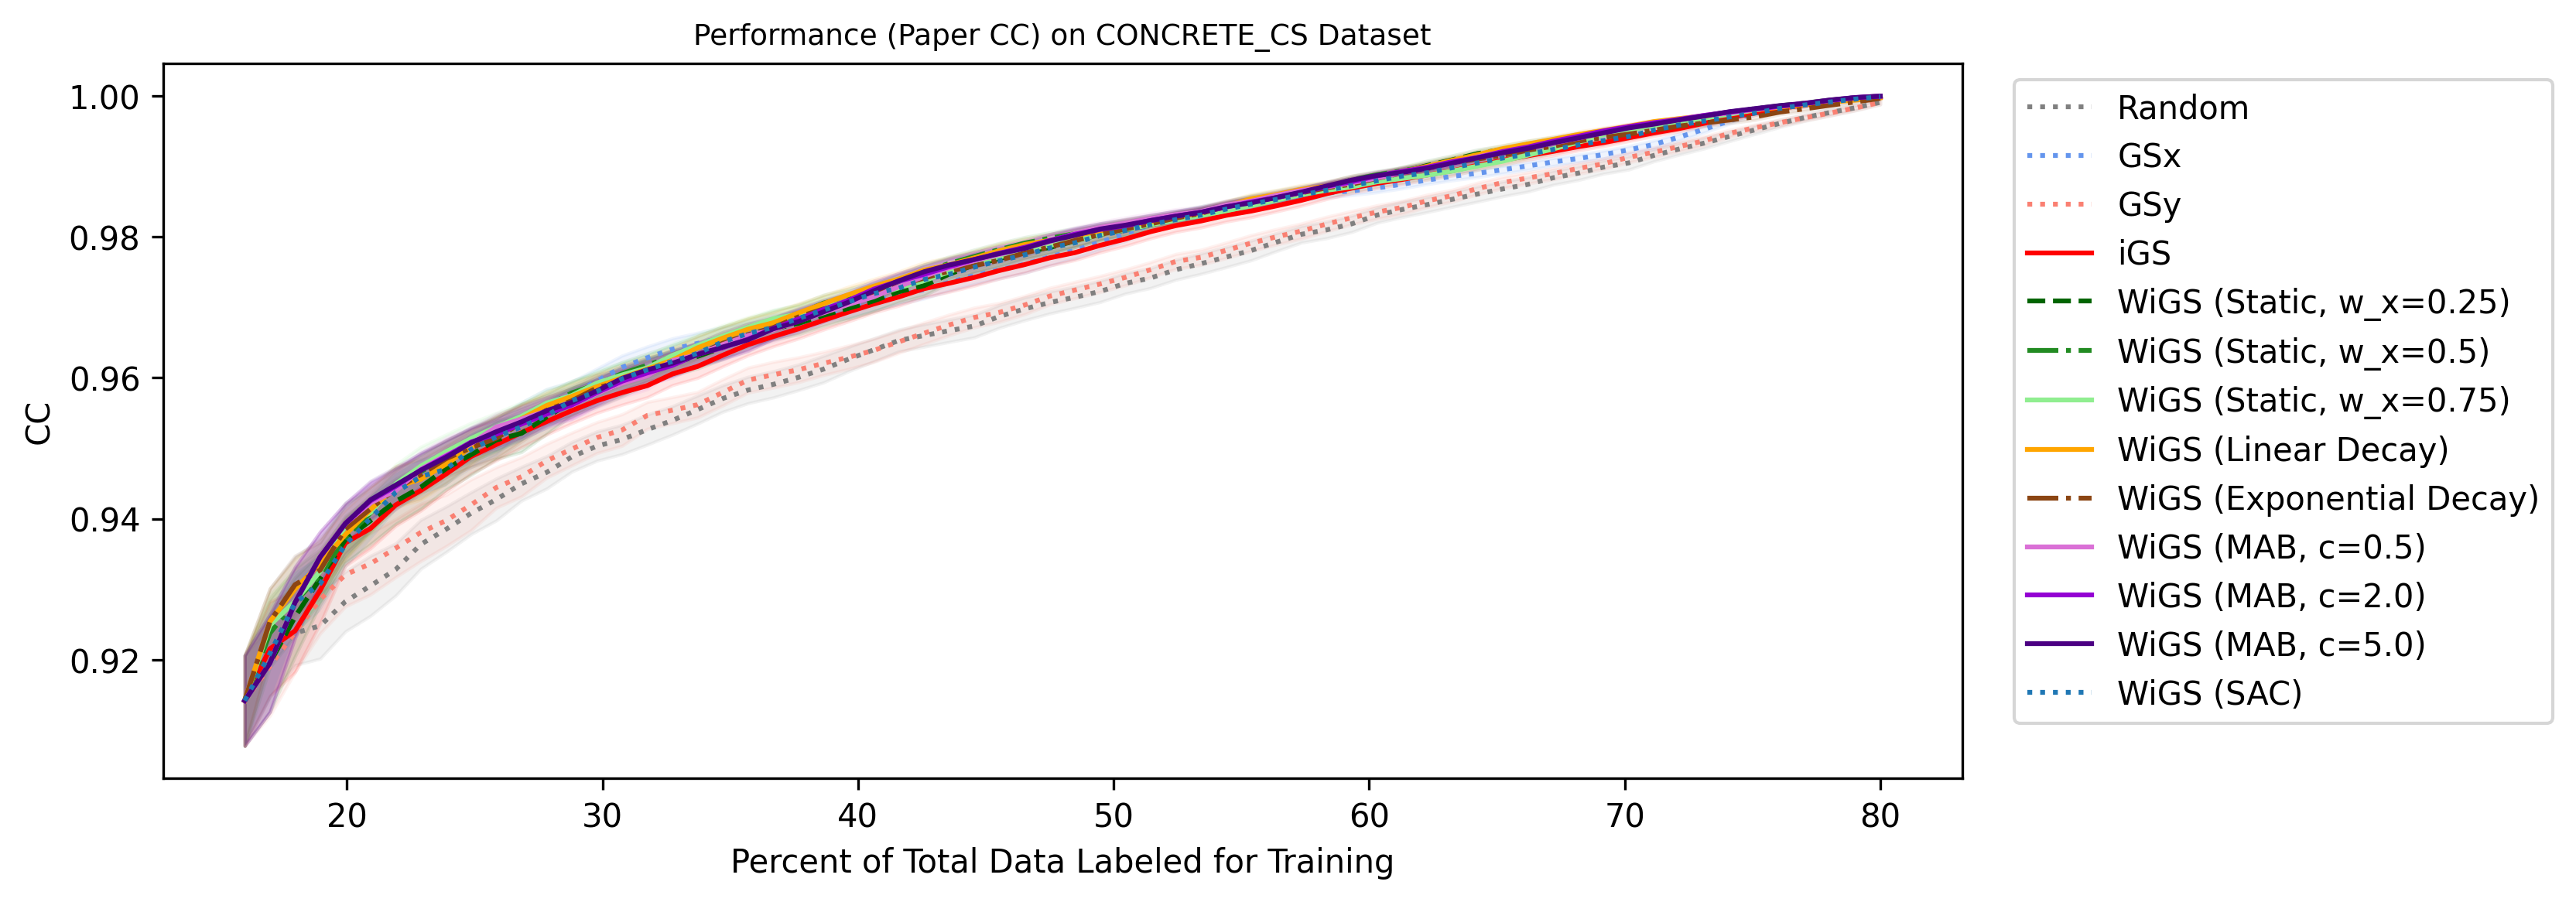 Performance (Paper CC) on CONCRETE_CS Dataset
1.00
0.98
0.96
0.94
0.92
CC
20 30 40 50 60 70 80
Percent of Total Data Labeled for Training
Random
GSx
GSy
iGS
WiGS (Static, w_x=0.25)
WiGS (Static, w_x=0.5)
WiGS (Static, w_x=0.75)
WiGS (Linear Decay)
WiGS (Exponential Decay)
WiGS (MAB, c=0.5)
WiGS (MAB, c=2.0)
WiGS (MAB, c=5.0)
WiGS (SAC)